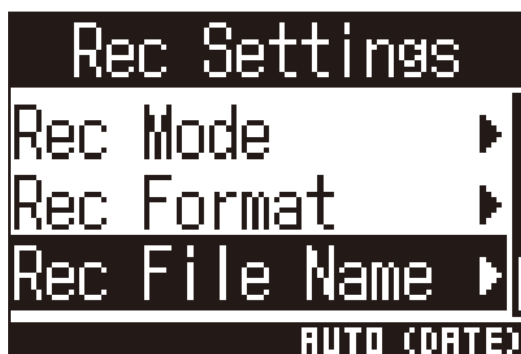 Rec Settings
Rec Mode
Rec Format
Rec File Name
AUTO (DATE)